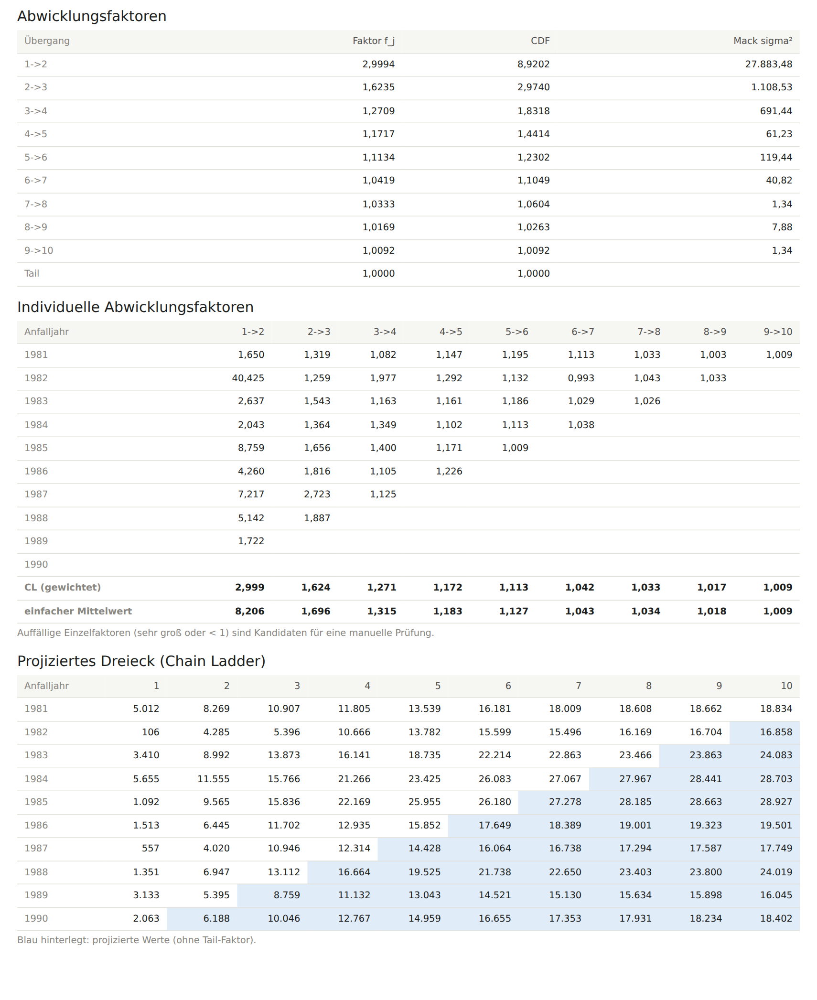 Abwicklungsfaktoren
Übergang Faktor f_j CDF Mack sigma²
1->2 2,9994 8,9202 27.883,48
2->3 1,6235 2,9740 1.108,53
3->4 1,2709 1,8318 691,44
4->5 1,1717 1,4414 61,23
5->6 1,1134 1,2302 119,44
6->7 1,0419 1,1049 40,82
7->8 1,0333 1,0604 1,34
8->9 1,0169 1,0263 7,88
9->10 1,0092 1,0092 1,34
Tail 1,0000 1,0000
Individuelle Abwicklungsfaktoren
Anfalljahr 1->2 2->3 3->4 4->5 5->6 6->7 7->8 8->9 9->10
1981 1,650 1,319 1,082 1,147 1,195 1,113 1,033 1,003 1,009
1982 40,425 1,259 1,977 1,292 1,132 0,993 1,043 1,033
1983 2,637 1,543 1,163 1,161 1,186 1,029 1,026
1984 2,043 1,364 1,349 1,102 1,113 1,038
1985 8,759 1,656 1,400 1,171 1,009
1986 4,260 1,816 1,105 1,226
1987 7,217 2,723 1,125
1988 5,142 1,887
1989 1,722
1990
CL (gewichtet) 2,999 1,624 1,271 1,172 1,113 1,042 1,033 1,017 1,009
einfacher Mittelwert 8,206 1,696 1,315 1,183 1,127 1,043 1,034 1,018 1,009
Auffällige Einzelfaktoren (sehr groß oder < 1) sind Kandidaten für eine manuelle Prüfung.
Projiziertes Dreieck (Chain Ladder)
Anfalljahr 1 2 3 4 5 6 7 8 9 10
1981 5.012 8.269 10.907 11.805 13.539 16.181 18.009 18.608 18.662 18.834
1982 106 4.285 5.396 10.666 13.782 15.599 15.496 16.169 16.704 16.858
1983 3.410 8.992 13.873 16.141 18.735 22.214 22.863 23.466 23.863 24.083
1984 5.655 11.555 15.766 21.266 23.425 26.083 27.067 27.967 28.441 28.703
1985 1.092 9.565 15.836 22.169 25.955 26.180 27.278 28.185 28.663 28.927
1986 1.513 6.445 11.702 12.935 15.852 17.649 18.389 19.001 19.323 19.501
1987 557 4.020 10.946 12.314 14.428 16.064 16.738 17.294 17.587 17.749
1988 1.351 6.947 13.112 16.664 19.525 21.738 22.650 23.403 23.800 24.019
1989 3.133 5.395 8.759 11.132 13.043 14.521 15.130 15.634 15.898 16.045
1990 2.063 6.188 10.046 12.767 14.959 16.655 17.353 17.931 18.234 18.402
Blau hinterlegt: projizierte Werte (ohne Tail-Faktor).